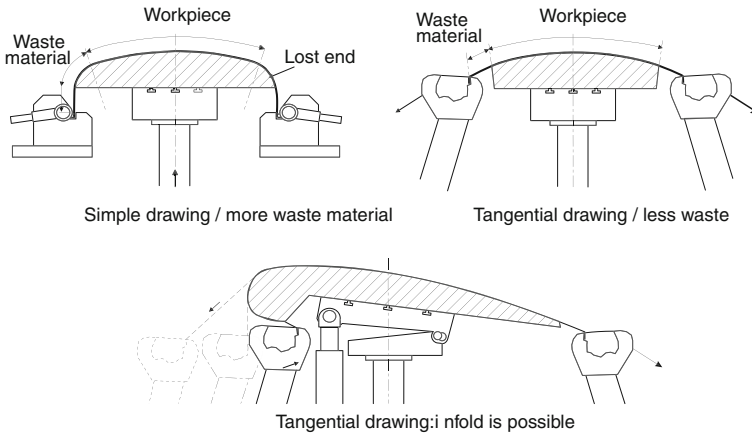 Workpiece
Waste
material
Lost end
Simple drawing / more waste material
Workpiece
Waste
material
Tangential drawing / less waste
Tangential drawing:i nfold is possible